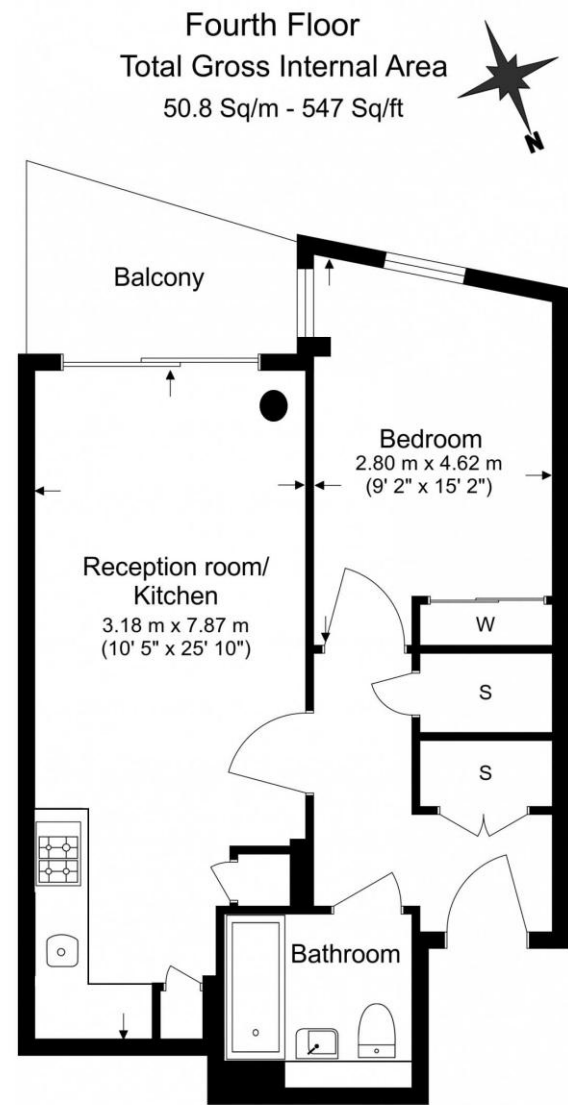 Fourth Floor
Total Gross Internal Area
50.8 Sq/m - 547 Sq/ft
N
Balcony
Bedroom
2.80 m x 4.62 m
(9' 2" x 15' 2")
Reception room/
Kitchen
3.18 m x 7.87 m
(10' 5" x 25' 10")
W
S
S
Bathroom